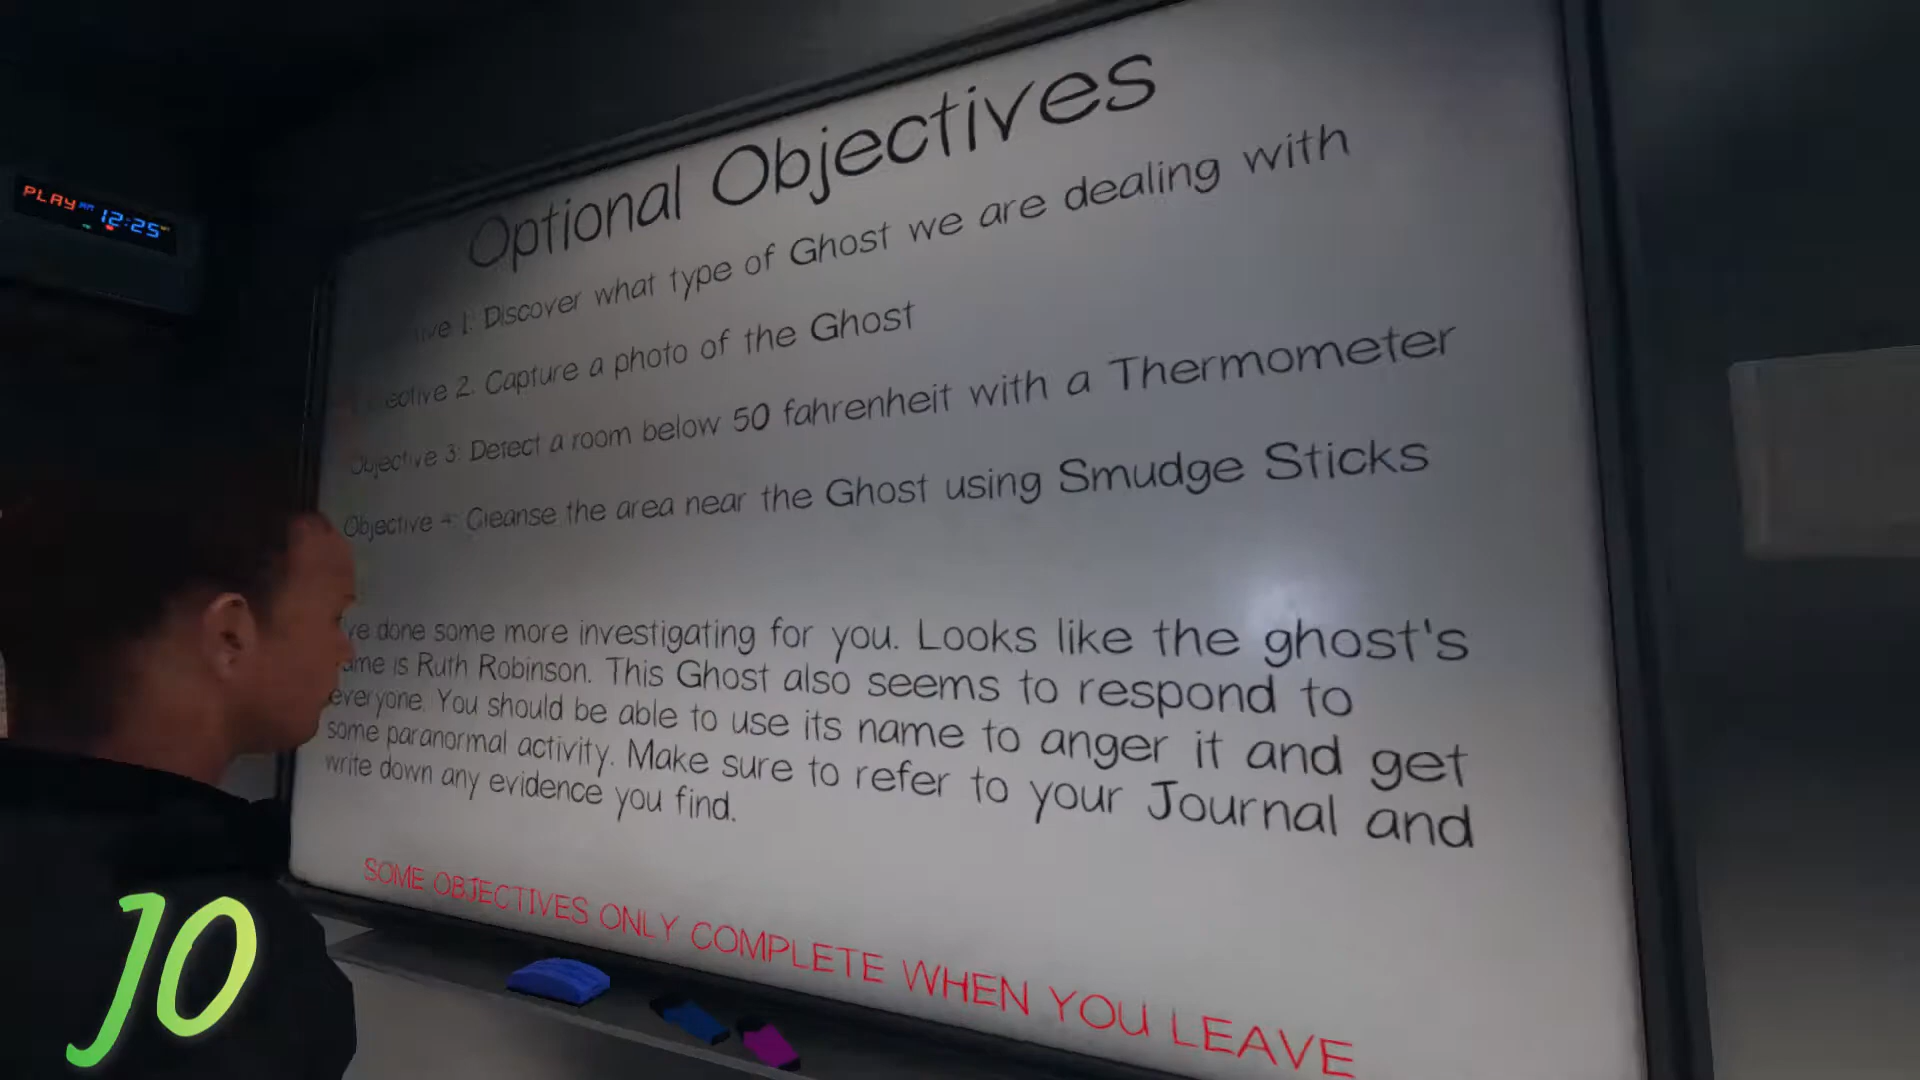 PLAY AM 12:25
Optional Objectives
ive 1: Discover what type of Ghost we are dealing with
ective 2: Capture a photo of the Ghost
Objective 3: Detect a room below 50 fahrenheit with a Thermometer
Objective 4: Cleanse the area near the Ghost using Smudge Sticks
've done some more investigating for you. Looks like the ghost's
ame is Ruth Robinson. This Ghost also seems to respond to
everyone. You should be able to use its name to anger it and get
some paranormal activity. Make sure to refer to your Journal and
write down any evidence you find.
SOME OBJECTIVES ONLY COMPLETE WHEN YOU LEAVE
JO